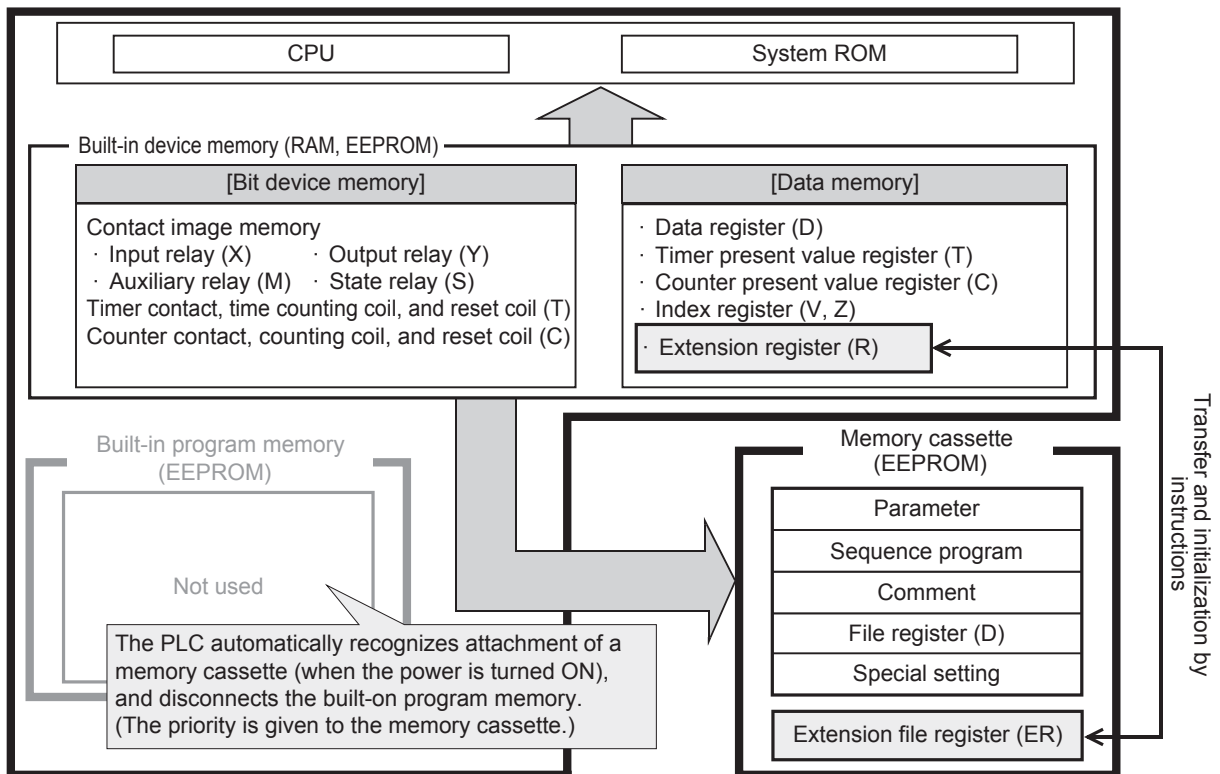 CPU
System ROM
Built-in device memory (RAM, EEPROM)
[Bit device memory]
Contact image memory
· Input relay (X) · Output relay (Y)
· Auxiliary relay (M) · State relay (S)
Timer contact, time counting coil, and reset coil (T)
Counter contact, counting coil, and reset coil (C)
[Data memory]
· Data register (D)
· Timer present value register (T)
· Counter present value register (C)
· Index register (V, Z)
· Extension register (R)
Transfer and initialization by
instructions
Built-in program memory
(EEPROM)
Not used
The PLC automatically recognizes attachment of a
memory cassette (when the power is turned ON),
and disconnects the built-on program memory.
(The priority is given to the memory cassette.)
Memory cassette
(EEPROM)
Parameter
Sequence program
Comment
File register (D)
Special setting
Extension file register (ER)